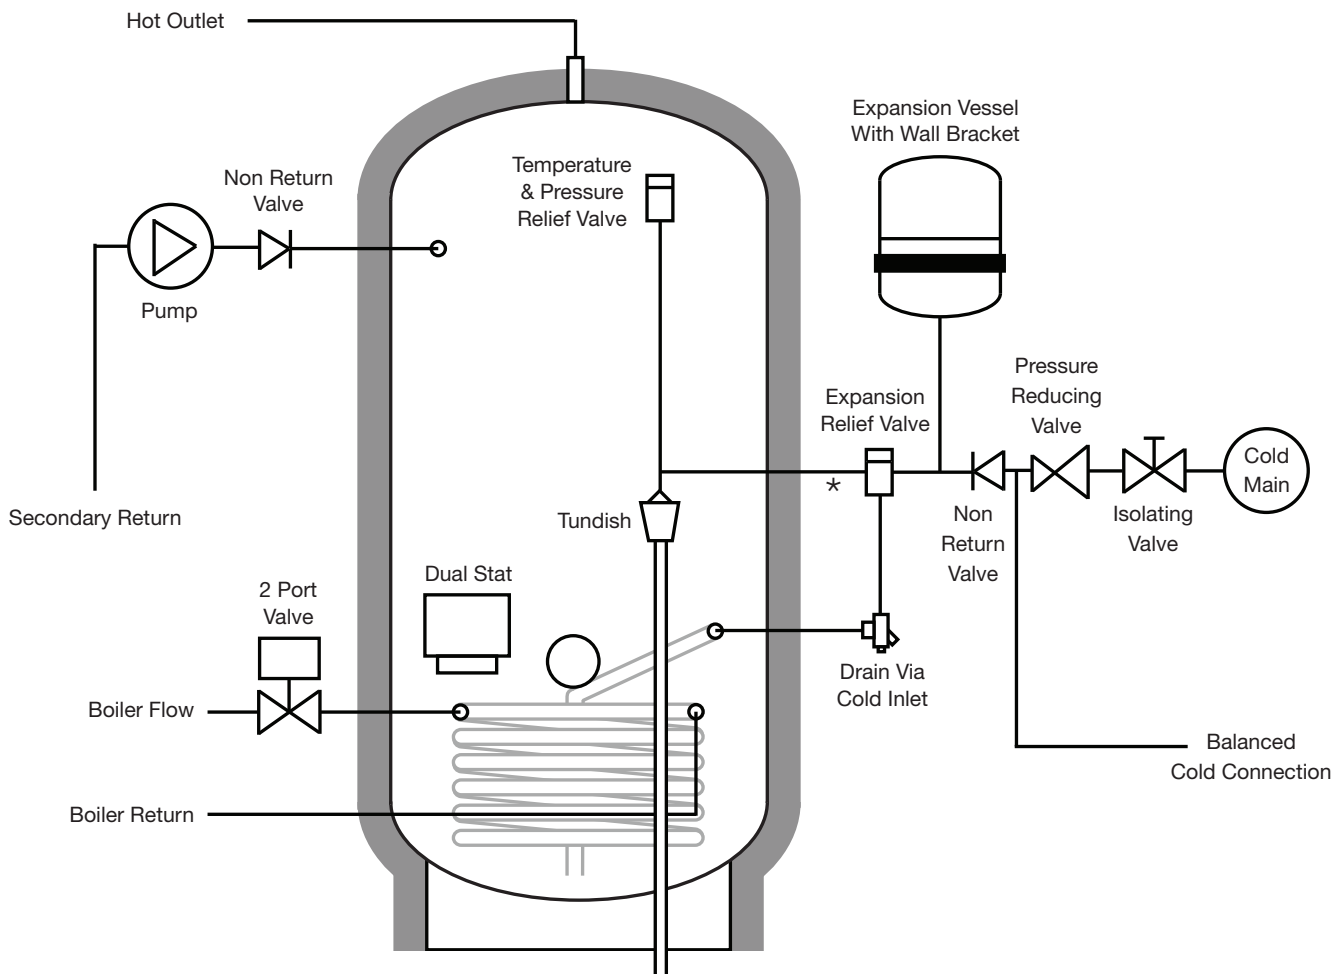 Hot Outlet
Expansion Vessel
With Wall Bracket
Temperature
& Pressure
Relief Valve
Non Return
Valve
Pump
Pressure
Reducing
Valve
Expansion
Relief Valve
Cold
Main
*
Secondary Return
Tundish
Non
Return
Valve
Isolating
Valve
Dual Stat
2 Port
Valve
Drain Via
Cold Inlet
Boiler Flow
Balanced
Cold Connection
Boiler Return